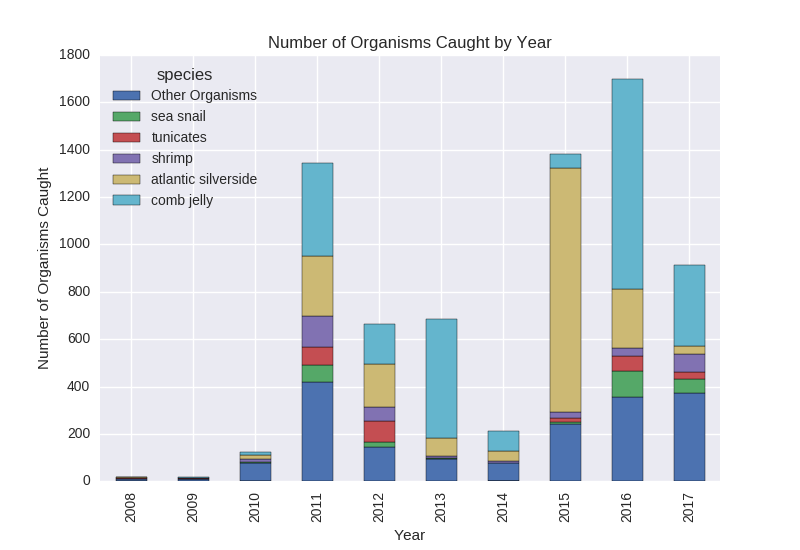 Number of Organisms Caught by Year
1800
1600
1400
1200
1000
800
600
400
200
0
Number of Organisms Caught
species
Other Organisms
sea snail
tunicates
shrimp
atlantic silverside
comb jelly
2008
2009
2010
2011
2012
2013
2014
2015
2016
2017
Year